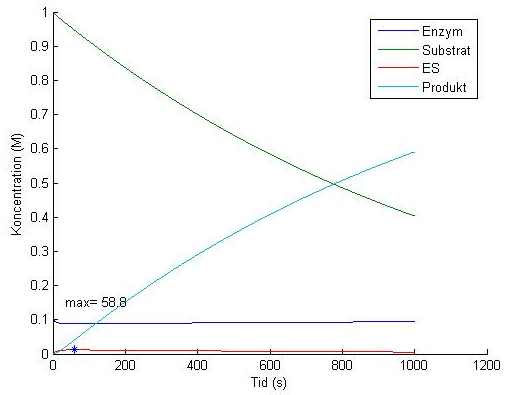 1
0.9
0.8
0.7
0.6
0.5
0.4
0.3
0.2
0.1
0
Koncentration (M)
Enzym
Substrat
ES
Produkt
max= 58.8
0 200 400 600 800 1000 1200
Tid (s)